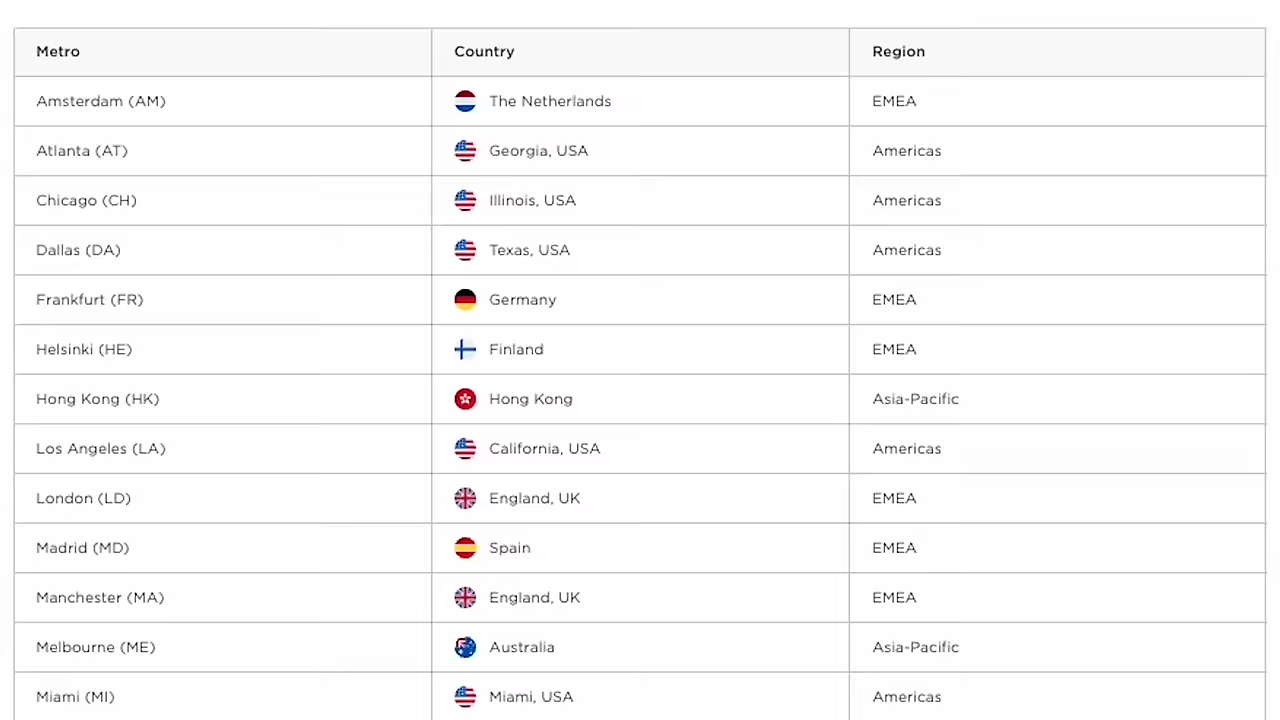 Metro Country Region
Amsterdam (AM) The Netherlands EMEA
Atlanta (AT) Georgia, USA Americas
Chicago (CH) Illinois, USA Americas
Dallas (DA) Texas, USA Americas
Frankfurt (FR) Germany EMEA
Helsinki (HE) Finland EMEA
Hong Kong (HK) Hong Kong Asia-Pacific
Los Angeles (LA) California, USA Americas
London (LD) England, UK EMEA
Madrid (MD) Spain EMEA
Manchester (MA) England, UK EMEA
Melbourne (ME) Australia Asia-Pacific
Miami (MI) Miami, USA Americas